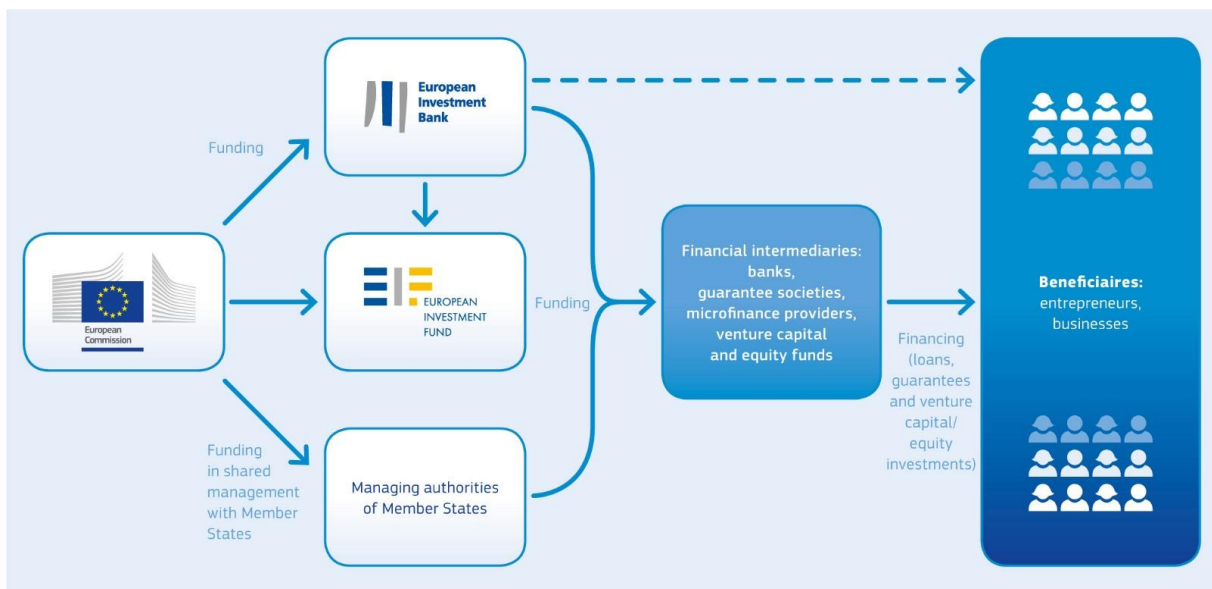 European
Investment
Bank
Funding
European
Commission
EIF
EUROPEAN
INVESTMENT
FUND
Funding
Funding
in shared
management
with Member
States
Managing authorities
of Member States
Financial intermediaries:
banks,
guarantee societies,
microfinance providers,
venture capital
and equity funds
Financing
(loans,
guarantees
and venture
capital/
equity
investments)
Beneficiaires:
entrepreneurs,
businesses